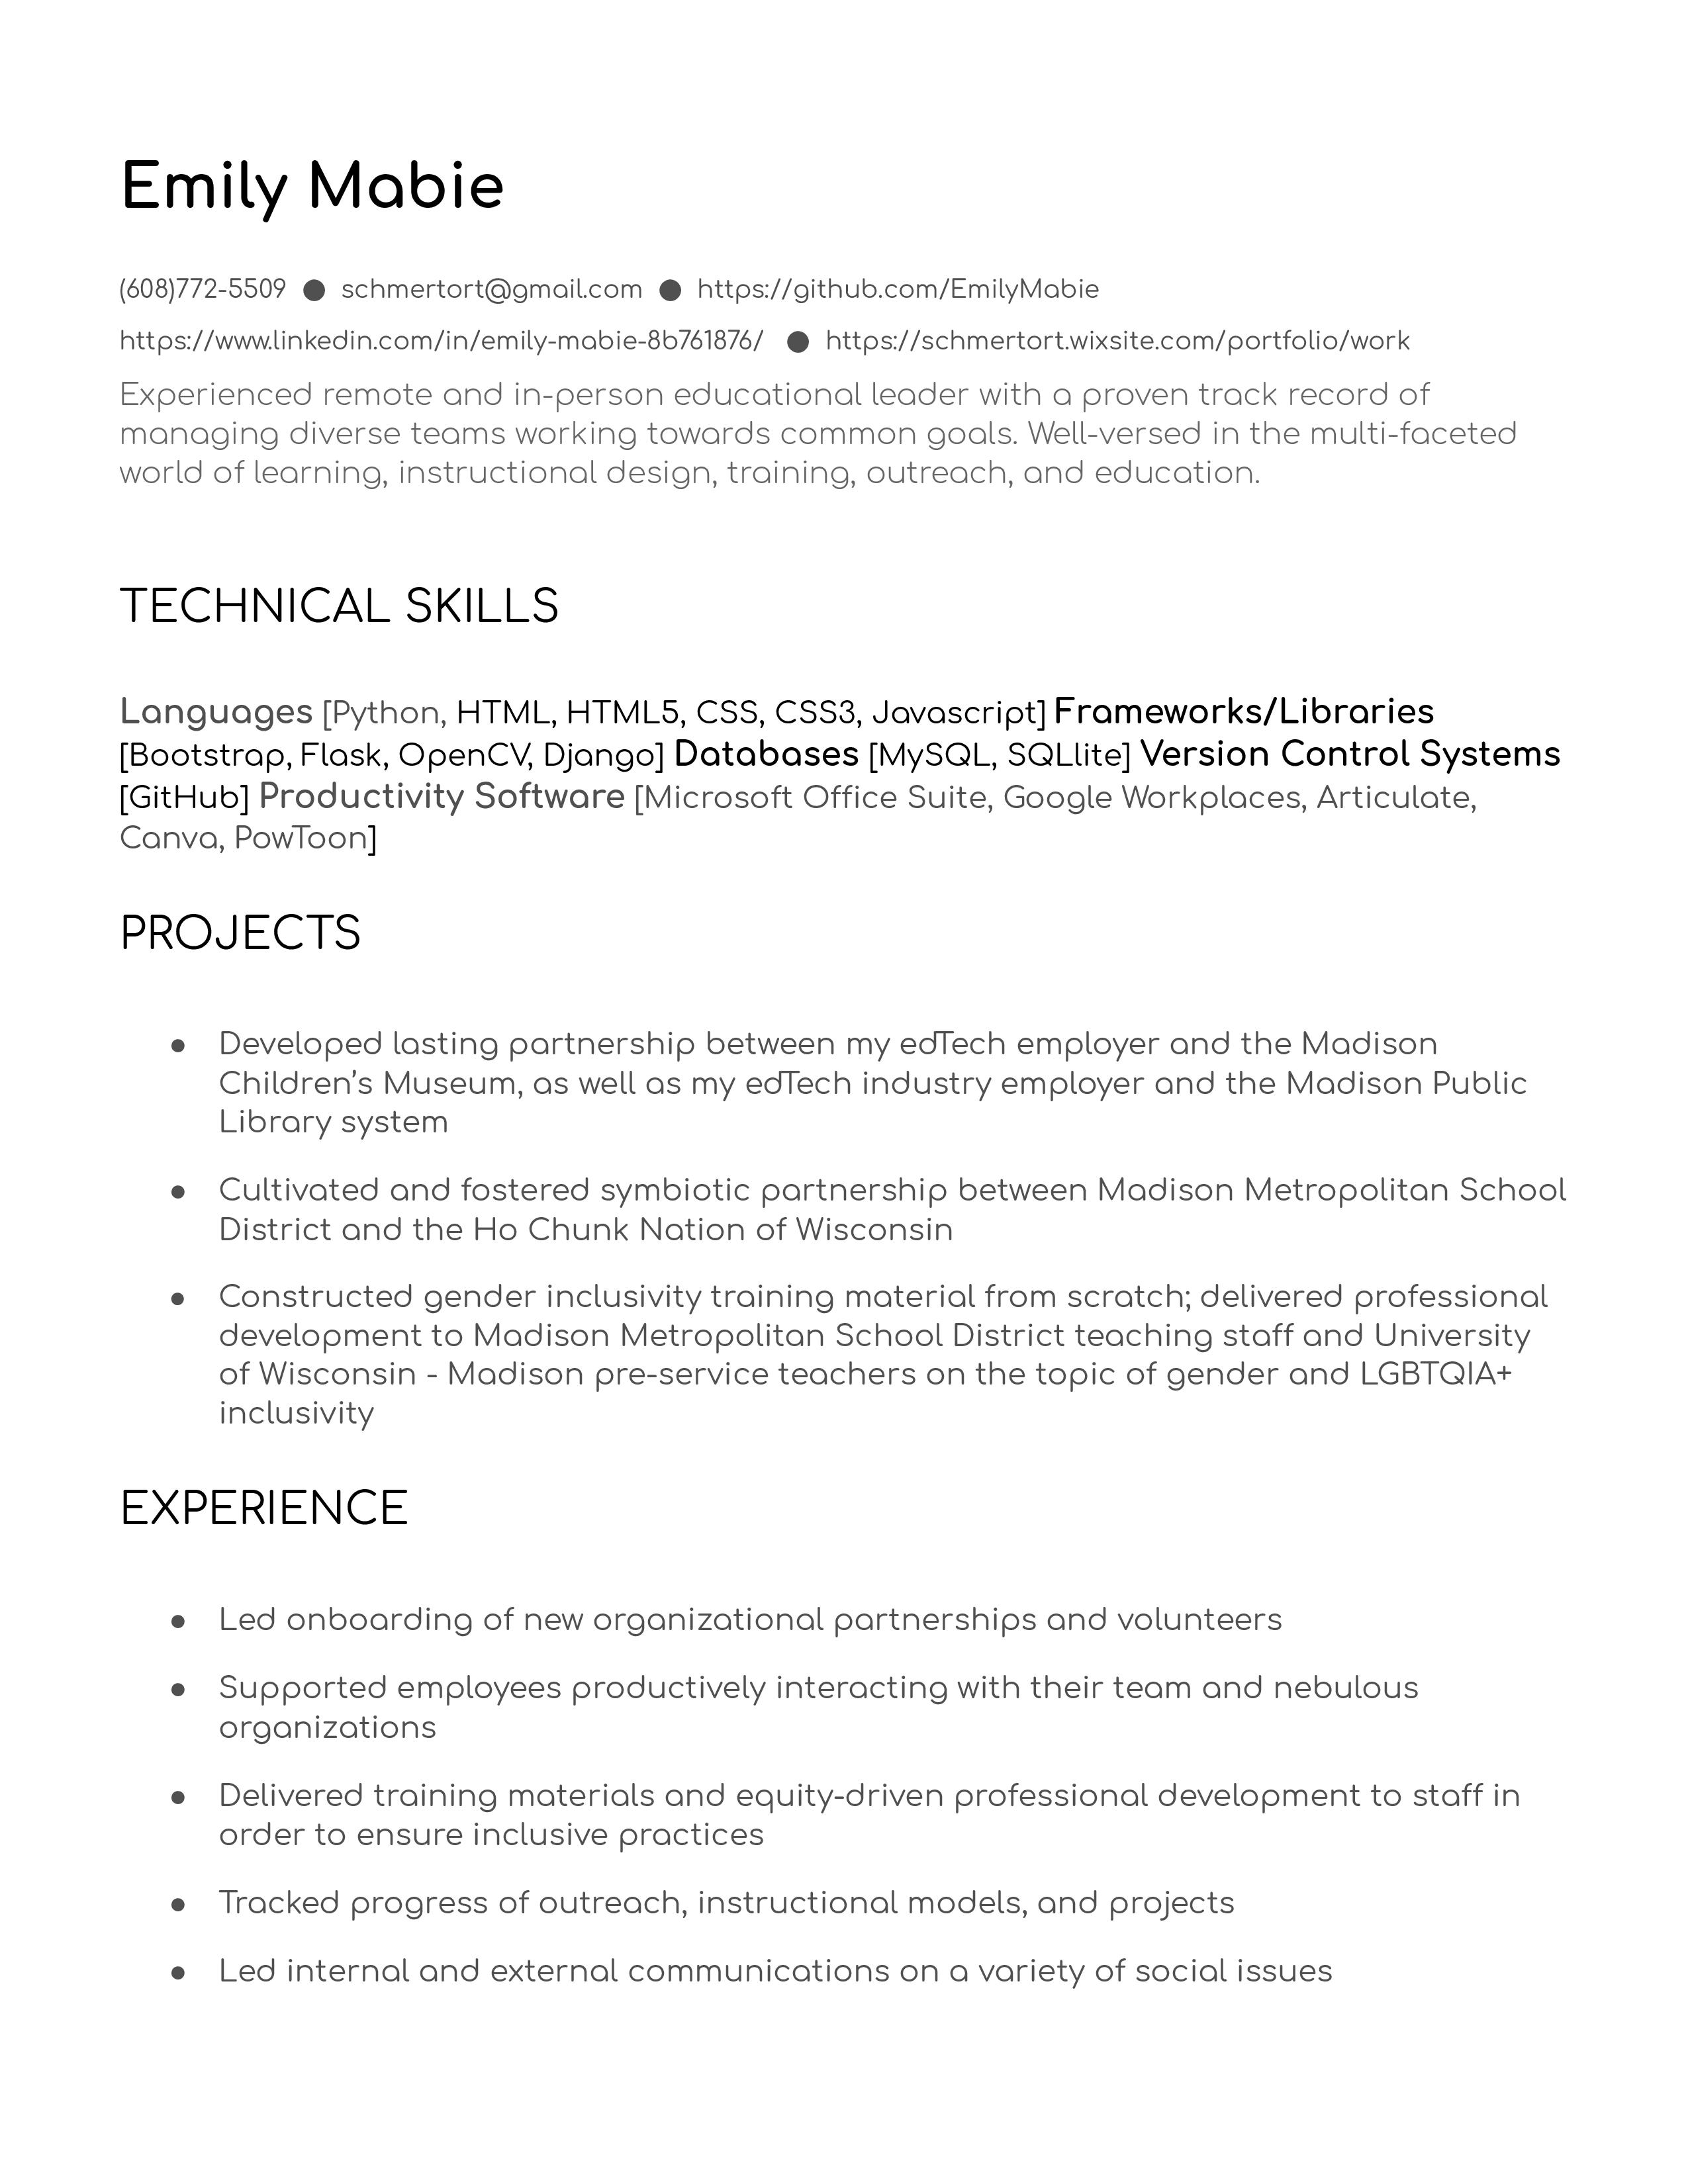 Emily Mabie
(608)772-5509 ● schmertort@gmail.com ● https://github.com/EmilyMabie
https://www.linkedin.com/in/emily-mabie-8b761876/ ● https://schmertort.wixsite.com/portfolio/work
Experienced remote and in-person educational leader with a proven track record of
managing diverse teams working towards common goals. Well-versed in the multi-faceted
world of learning, instructional design, training, outreach, and education.
TECHNICAL SKILLS
Languages [Python, HTML, HTML5, CSS, CSS3, Javascript] Frameworks/Libraries
[Bootstrap, Flask, OpenCV, Django] Databases [MySQL, SQLlite] Version Control Systems
[GitHub] Productivity Software [Microsoft Office Suite, Google Workplaces, Articulate,
Canva, PowToon]
PROJECTS
● Developed lasting partnership between my edTech employer and the Madison
Children's Museum, as well as my edTech industry employer and the Madison Public
Library system
● Cultivated and fostered symbiotic partnership between Madison Metropolitan School
District and the Ho Chunk Nation of Wisconsin
● Constructed gender inclusivity training material from scratch; delivered professional
development to Madison Metropolitan School District teaching staff and University
of Wisconsin - Madison pre-service teachers on the topic of gender and LGBTQIA+
inclusivity
EXPERIENCE
● Led onboarding of new organizational partnerships and volunteers
● Supported employees productively interacting with their team and nebulous
organizations
● Delivered training materials and equity-driven professional development to staff in
order to ensure inclusive practices
● Tracked progress of outreach, instructional models, and projects
● Led internal and external communications on a variety of social issues